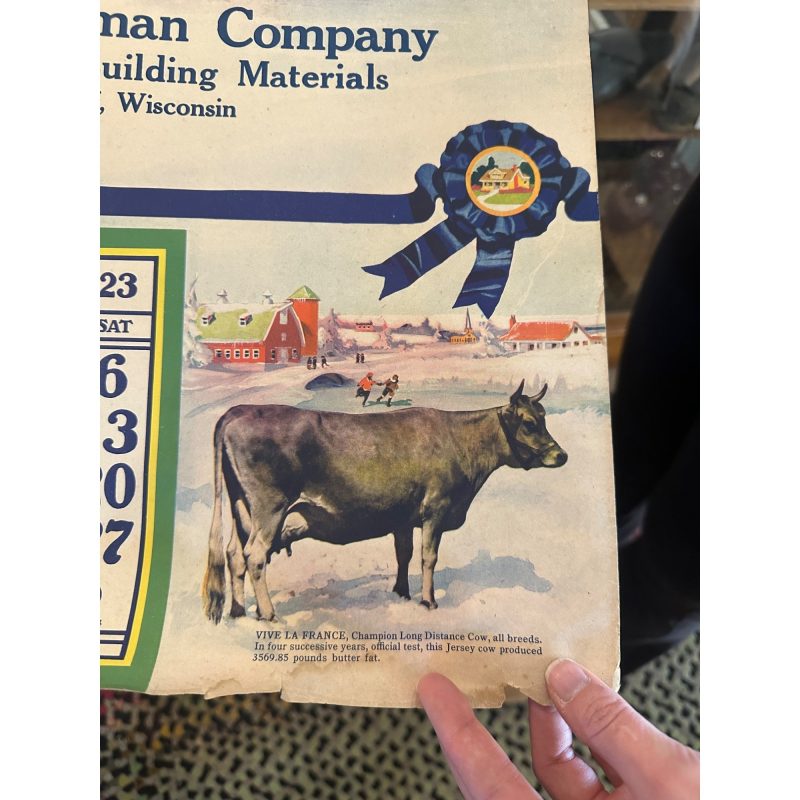 man Company
uilding Materials
, Wisconsin
23
SAT
6
3
0
7
VIVE LA FRANCE, Champion Long Distance Cow, all breeds.
In four successive years, official test, this Jersey cow produced
3569.85 pounds butter fat.